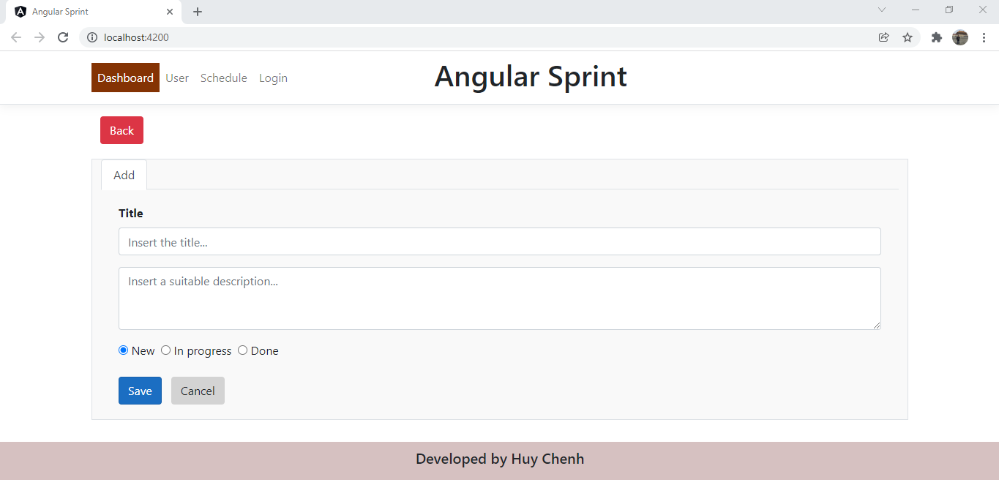 Angular Sprint
localhost:4200
Dashboard User Schedule Login Angular Sprint
Back
Add
Title
Insert the title...
Insert a suitable description...
New In progress Done
Save Cancel
Developed by Huy Chenh